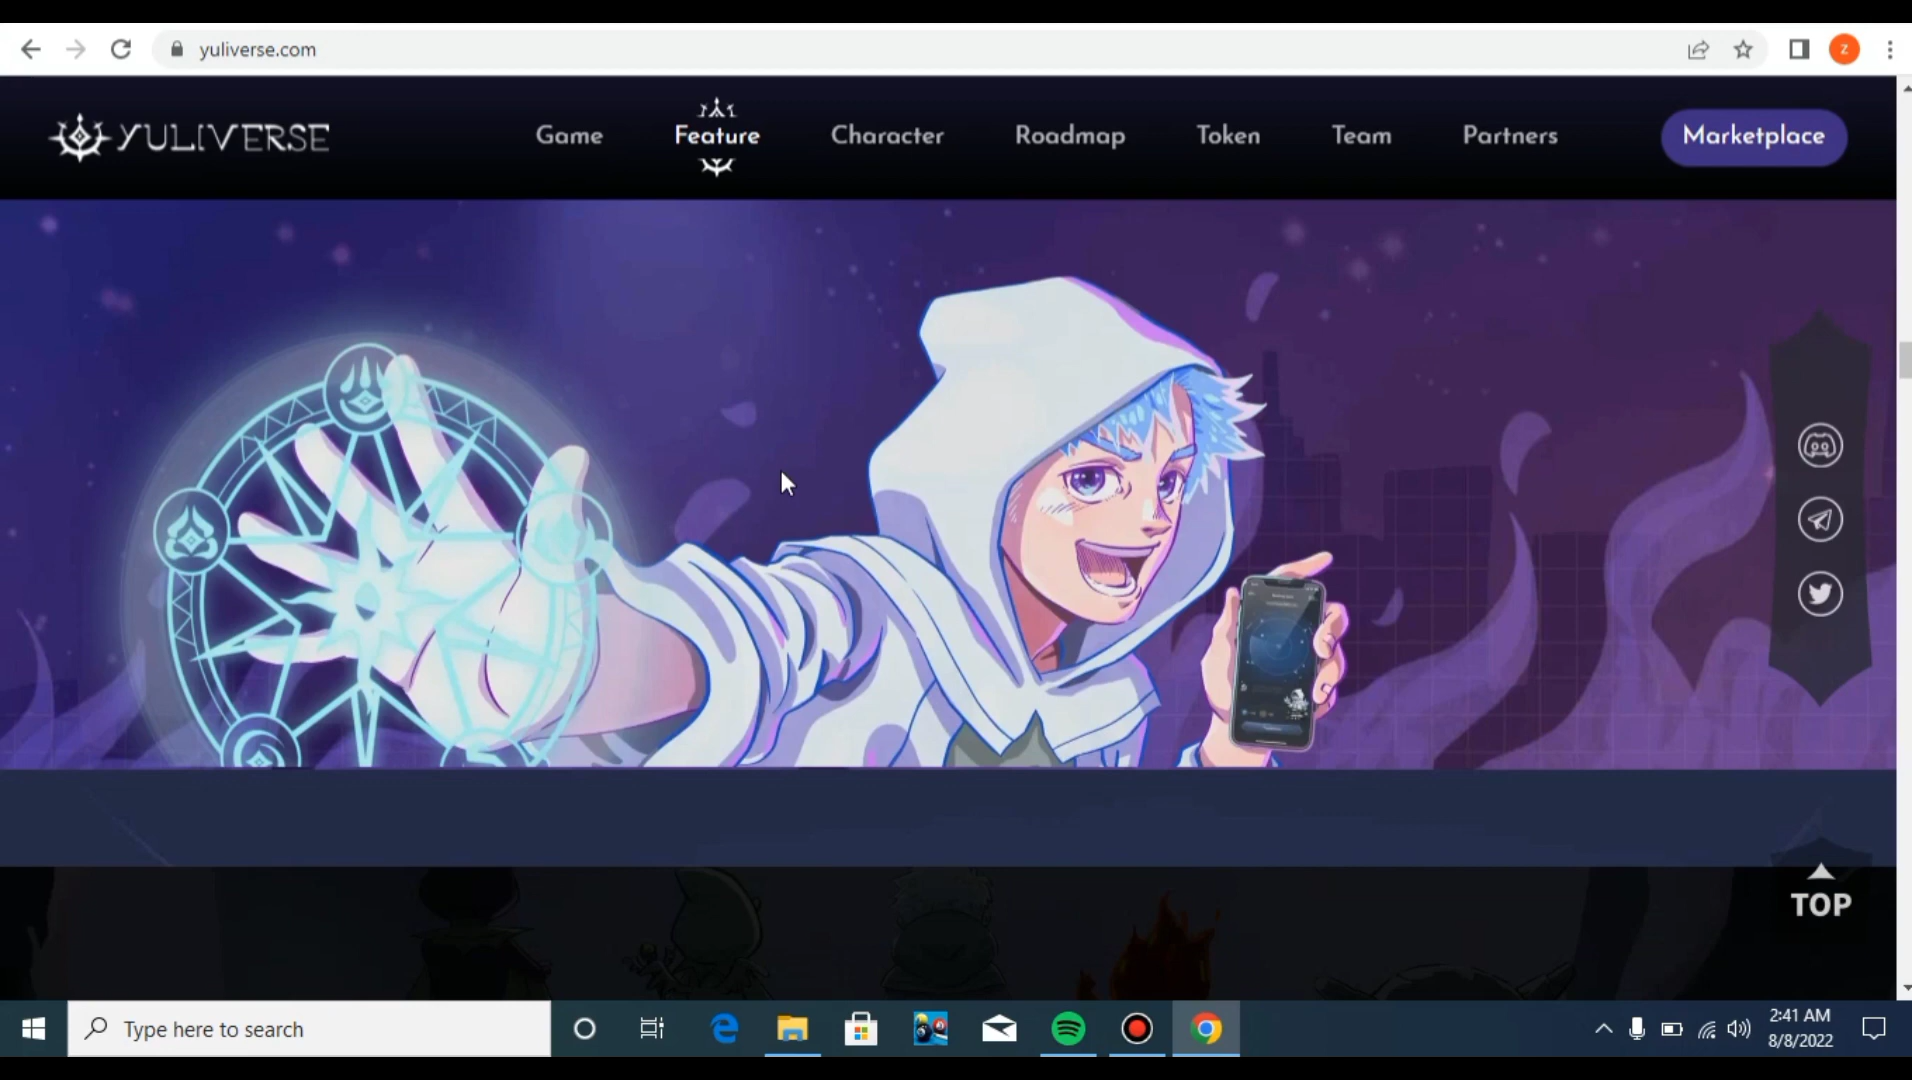 yuliverse.com
Z
YULIVERSE
Game
Feature
Character
Roadmap
Token
Team
Partners
Marketplace
TOP
Type here to search
2:41 AM
8/8/2022